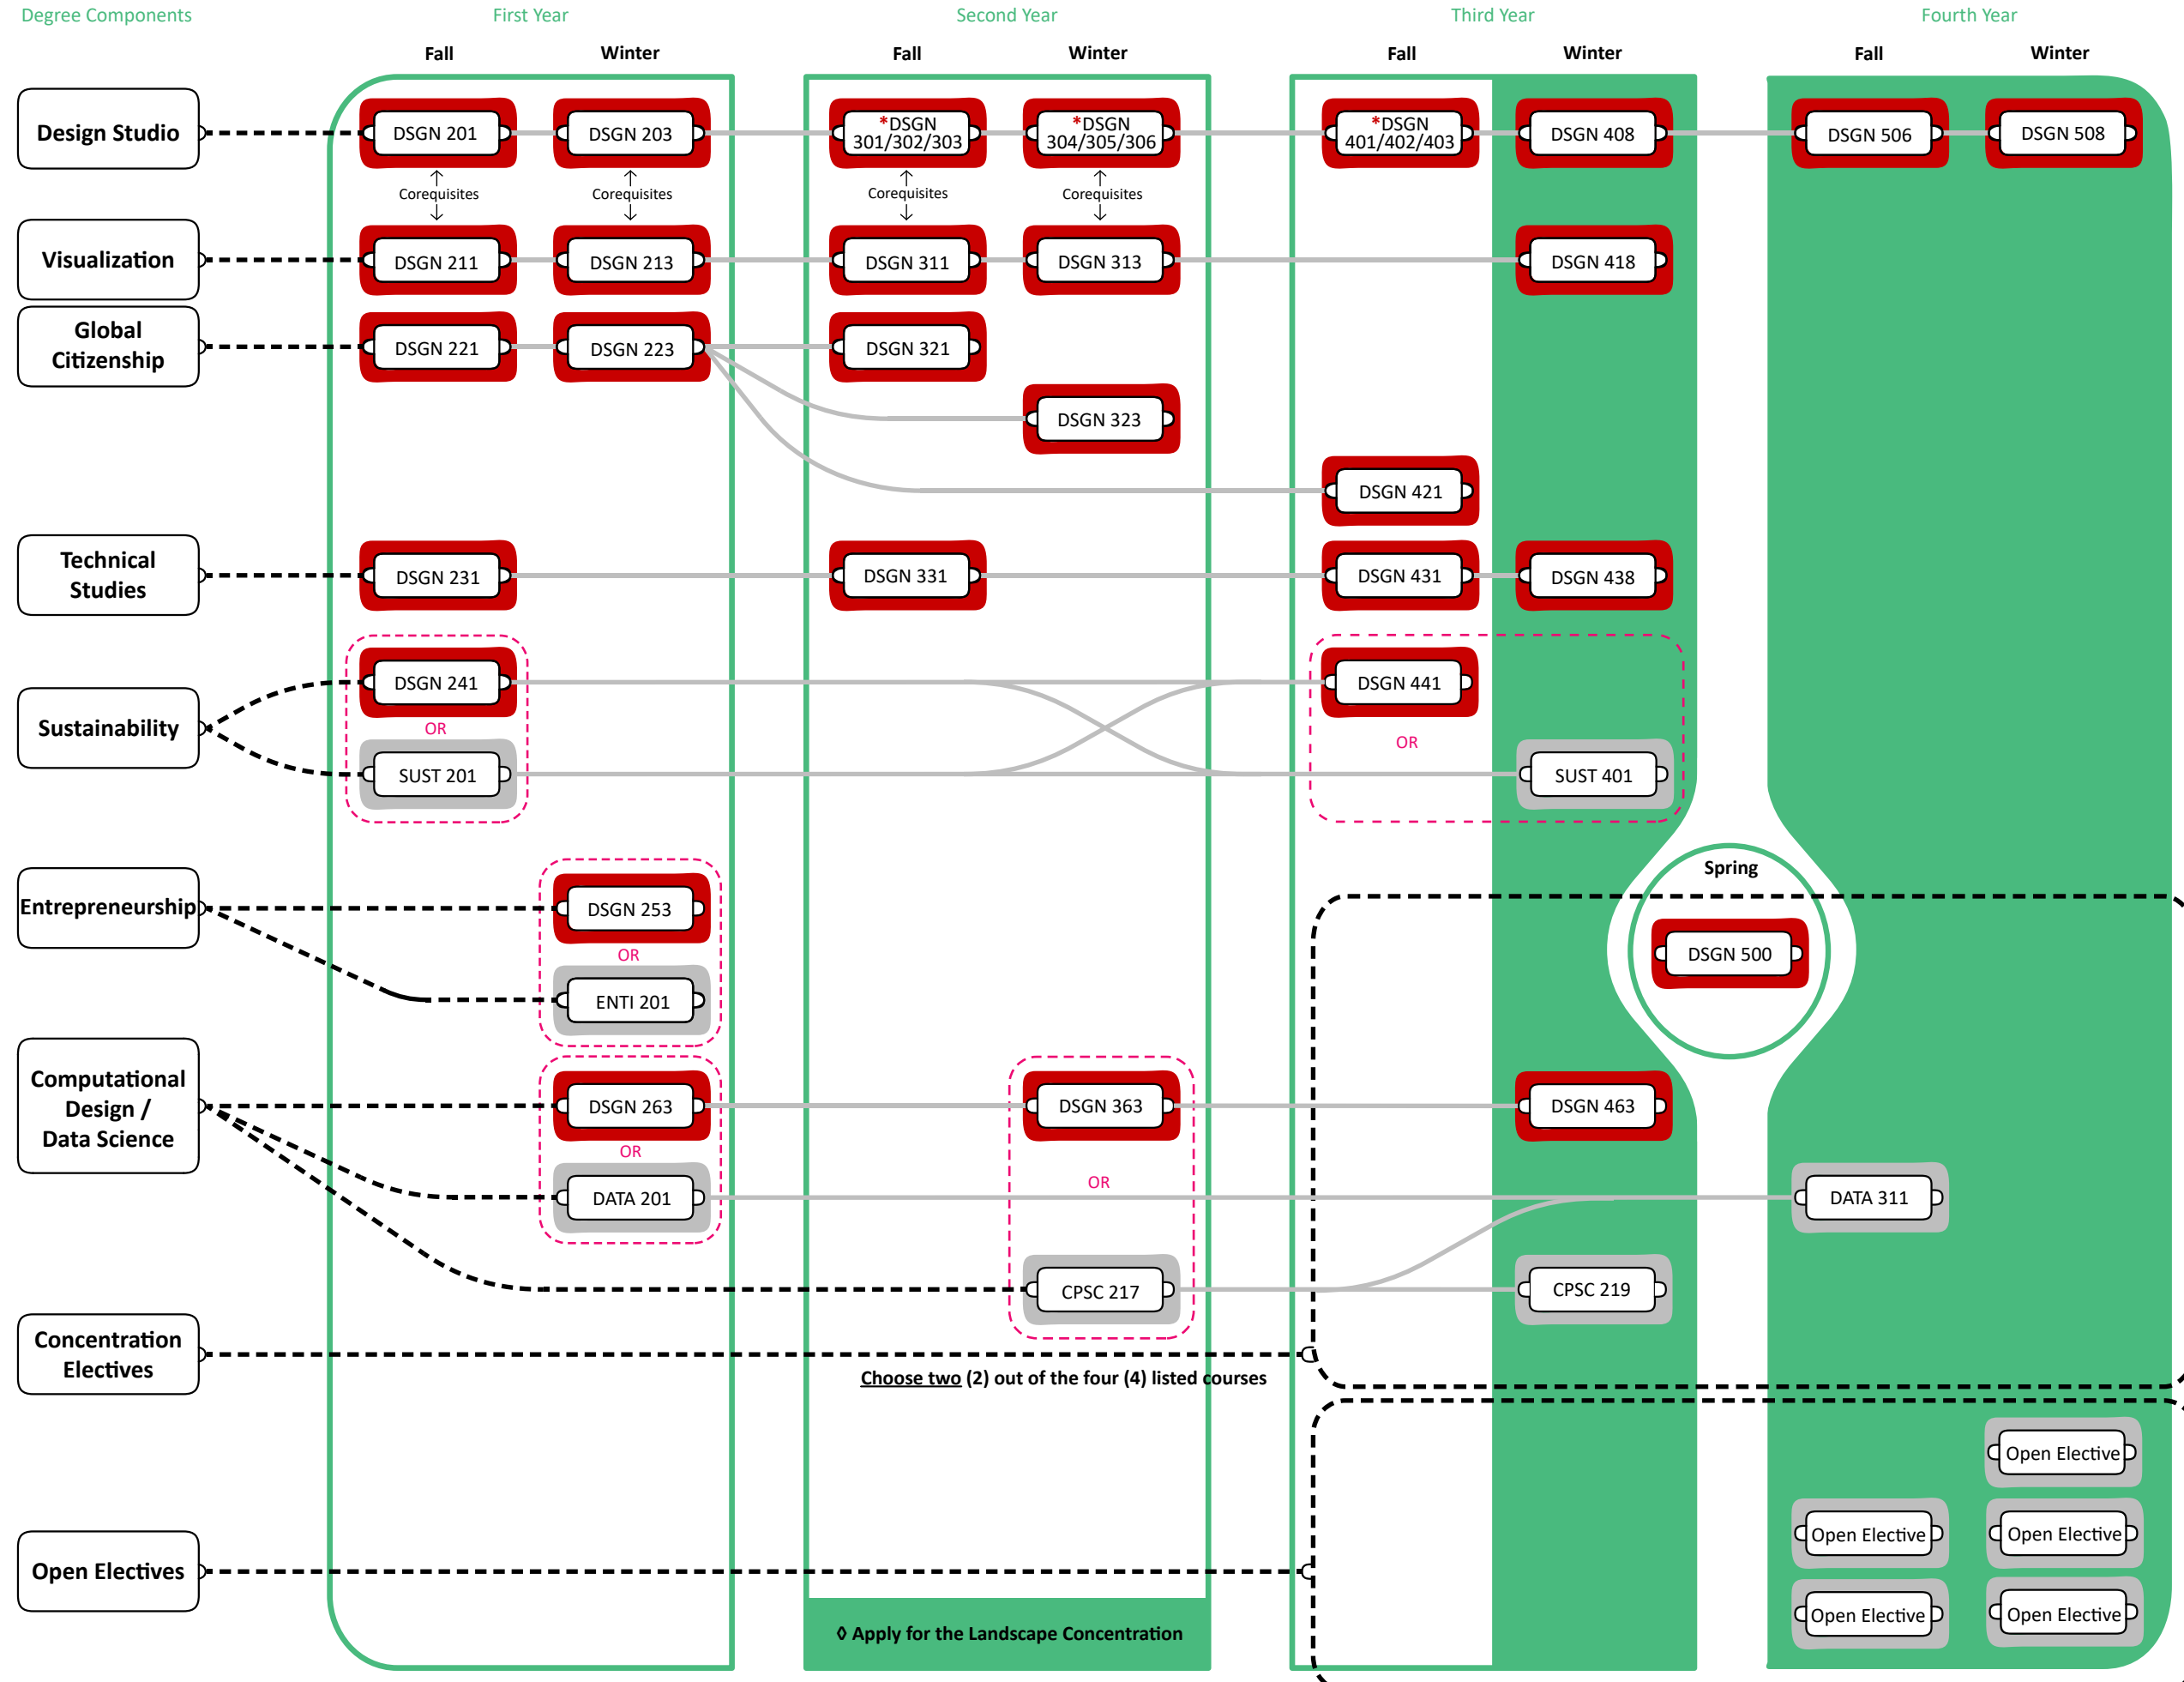 Degree Components
First Year
Second Year
Third Year
Fourth Year
Fall
Winter
Fall
Winter
Fall
Winter
Fall
Winter
Design Studio
DSGN 201
DSGN 203
*DSGN
301/302/303
*DSGN
304/305/306
*DSGN
401/402/403
DSGN 408
DSGN 506
DSGN 508
Corequisites
Corequisites
Corequisites
Corequisites
Visualization
DSGN 211
DSGN 213
DSGN 311
DSGN 313
DSGN 418
Global
Citizenship
DSGN 221
DSGN 223
DSGN 321
DSGN 323
DSGN 421
Technical
Studies
DSGN 231
DSGN 331
DSGN 431
DSGN 438
Sustainability
DSGN 241
OR
SUST 201
DSGN 441
OR
SUST 401
Spring
DSGN 500
Entrepreneurship
DSGN 253
OR
ENTI 201
Computational
Design /
Data Science
DSGN 263
OR
DATA 201
DSGN 363
OR
CPSC 217
DSGN 463
DATA 311
CPSC 219
Concentration
Electives
Choose two (2) out of the four (4) listed courses
Open Electives
Open Elective
Open Elective
Open Elective
Open Elective
Open Elective
◊ Apply for the Landscape Concentration